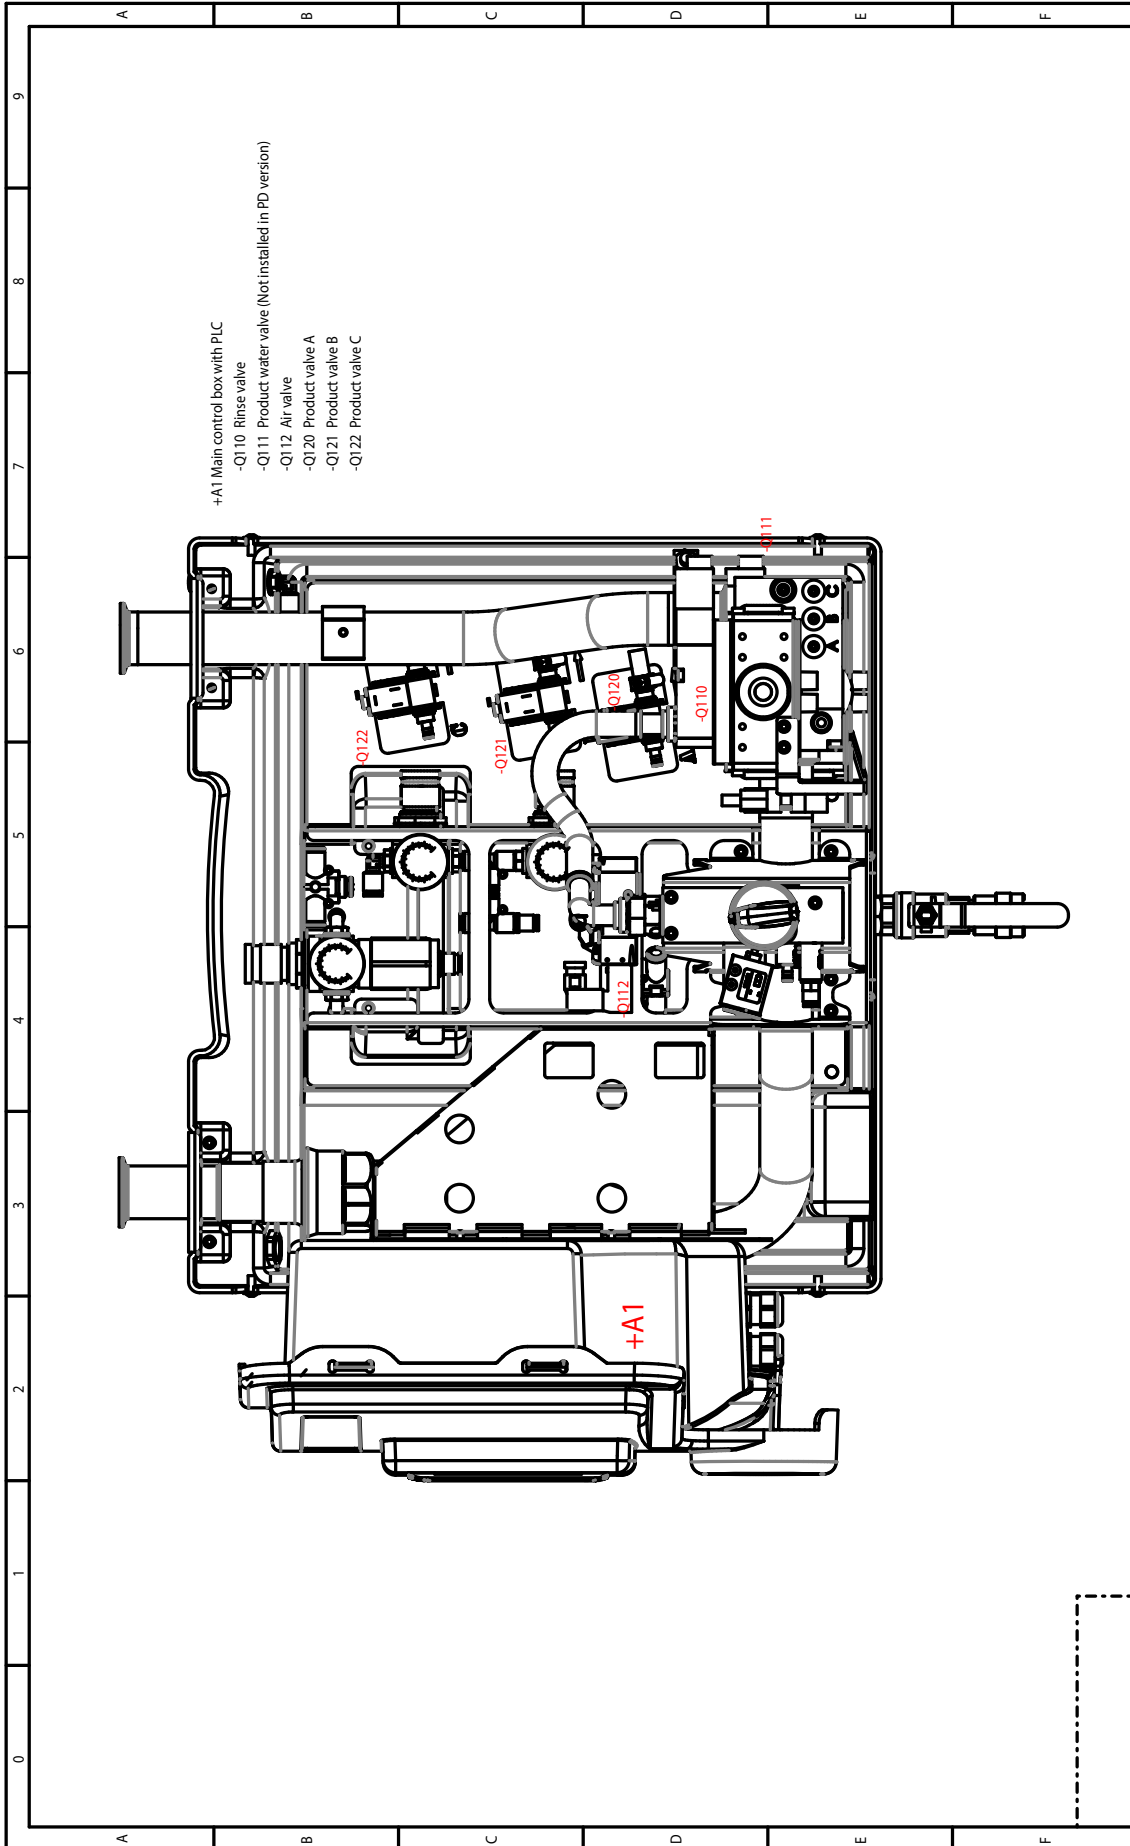 A
B
C
D
E
F
0
1
2
3
4
5
6
7
8
9
+A1 Main control box with PLC
-Q110 Rinse valve
-Q111 Product water valve (Not installed in PD version)
-Q112 Air valve
-Q120 Product valve A
-Q121 Product valve B
-Q122 Product valve C
-Q122
-Q121
-Q120
-Q110
-Q111
-Q112
+A1
A
B
C
C
A
A
B
C
D
E
F